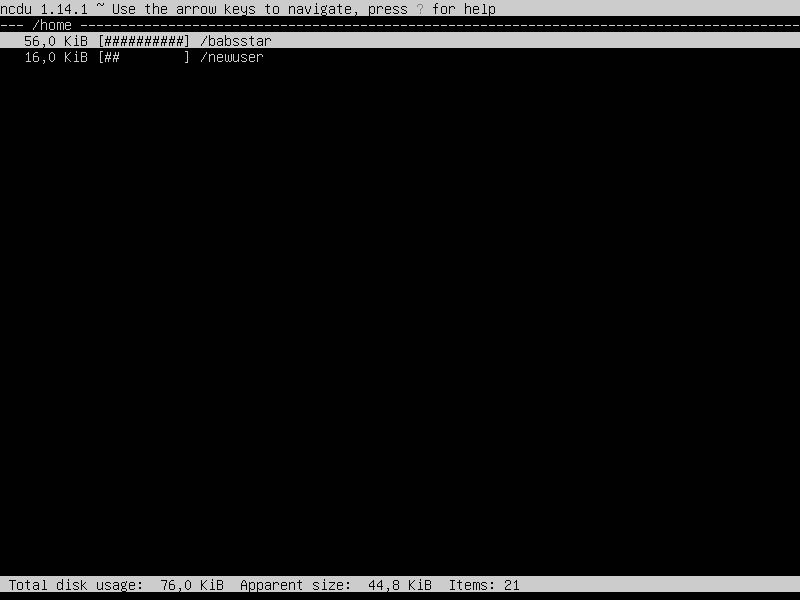 ncdu 1.14.1 ~ Use the arrow keys to navigate, press ? for help
--- /home ------------------------------------------------------------------------------------------
56,0 KiB [##########] /babsstar
16,0 KiB [##        ] /newuser
Total disk usage:  76,0 KiB  Apparent size:  44,8 KiB  Items: 21